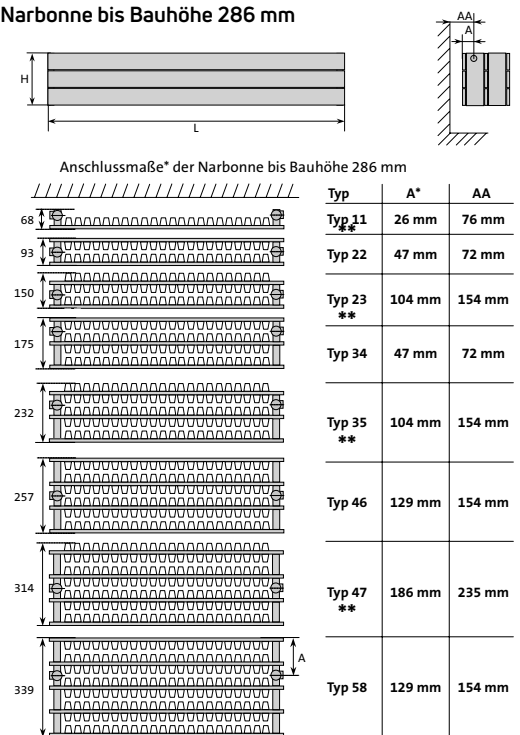 Narbonne bis Bauhöhe 286 mm
AA
A
H
L
Anschlussmaße* der Narbonne bis Bauhöhe 286 mm
Typ A* AA
68 Typ 11 26 mm 76 mm
**
93 Typ 22 47 mm 72 mm
150 Typ 23 104 mm 154 mm
**
175 Typ 34 47 mm 72 mm
232 Typ 35 104 mm 154 mm
**
257 Typ 46 129 mm 154 mm
314 Typ 47 186 mm 235 mm
**
A
339 Typ 58 129 mm 154 mm